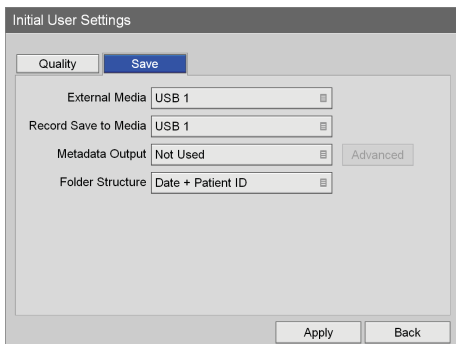 Initial User Settings
Quality Save
External Media USB 1
Record Save to Media USB 1
Metadata Output Not Used Advanced
Folder Structure Date + Patient ID
Apply Back